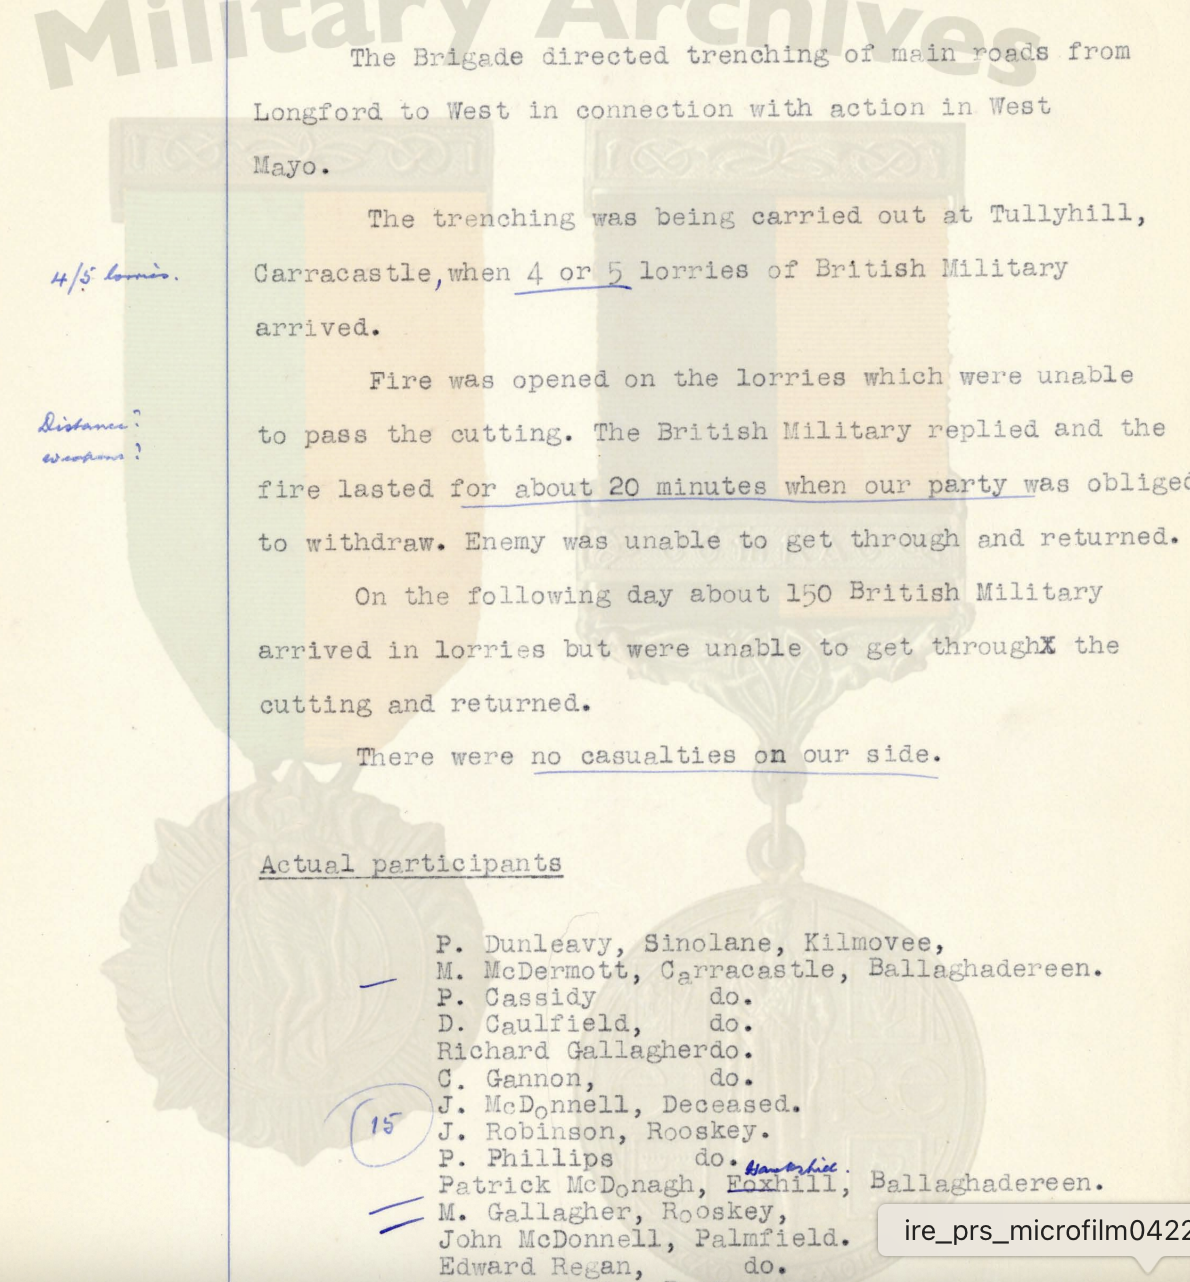 Military Archives
The Brigade directed trenching of main roads from
Longford to West in connection with action in West
Mayo.
The trenching was being carried out at Tullyhill,
4/5 lorries. Carracastle,when 4 or 5 lorries of British Military
arrived.
Fire was opened on the lorries which were unable
Distance?
to pass the cutting. The British Military replied and the
weapons?
fire lasted for about 20 minutes when our party was obliged
to withdraw. Enemy was unable to get through and returned.
On the following day about 150 British Military
arrived in lorries but were unable to get throughX the
cutting and returned.
There were no casualties on our side.
Actual participants
P. Dunleavy, Sinolane, Kilmovee,
M. McDermott, Carracastle, Ballaghadereen.
P. Cassidy do.
D. Caulfield, do.
Richard Gallagherdo.
C. Gannon, do.
J. McDonnell, Deceased.
15
J. Robinson, Rooskey.
P. Phillips do.
Patrick McDonagh, Foxhill, Ballaghadereen.
M. Gallagher, Rooskey,
John McDonnell, Palmfield.
Edward Regan, do.
ire_prs_microfilm0422